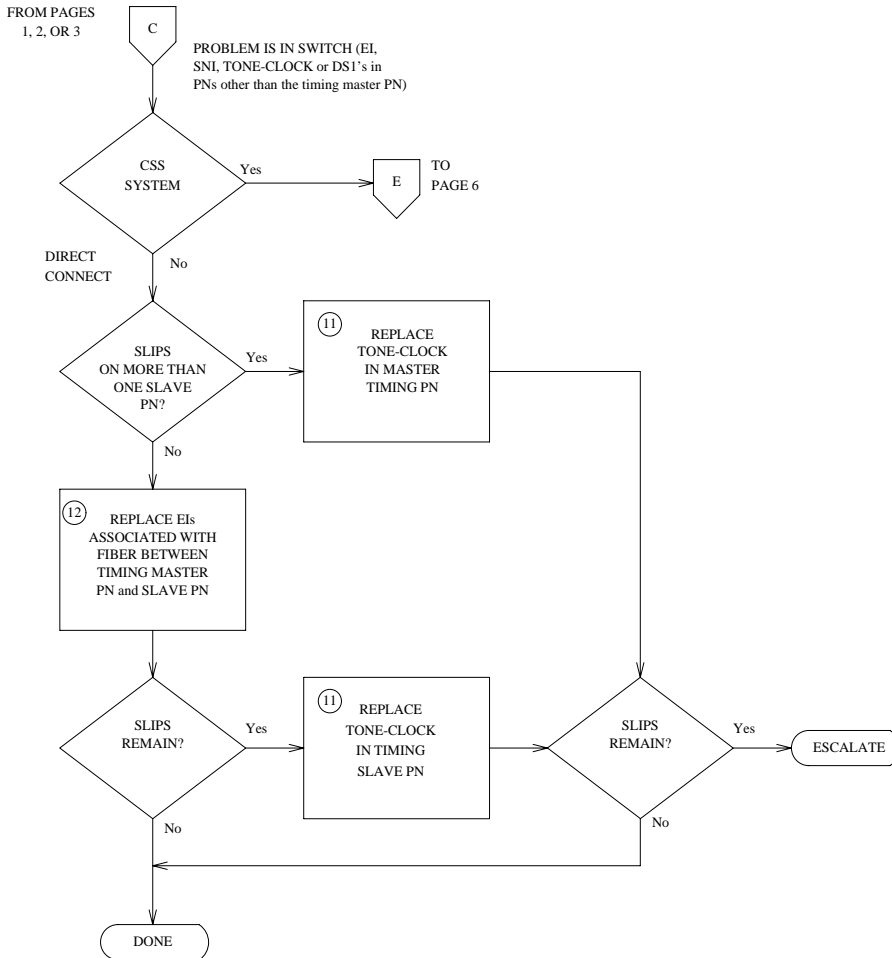 FROM PAGES
1, 2, OR 3
C
PROBLEM IS IN SWITCH (EI,
SNI, TONE-CLOCK or DS1's in
PNs other than the timing master PN)
CSS
SYSTEM
Yes
E
TO
PAGE 6
DIRECT
CONNECT
No
SLIPS
ON MORE THAN
ONE SLAVE
PN?
Yes
11
REPLACE
TONE-CLOCK
IN MASTER
TIMING PN
No
12
REPLACE EIs
ASSOCIATED WITH
FIBER BETWEEN
TIMING MASTER
PN and SLAVE PN
SLIPS
REMAIN?
Yes
11
REPLACE
TONE-CLOCK
IN TIMING
SLAVE PN
SLIPS
REMAIN?
Yes
ESCALATE
No
No
DONE